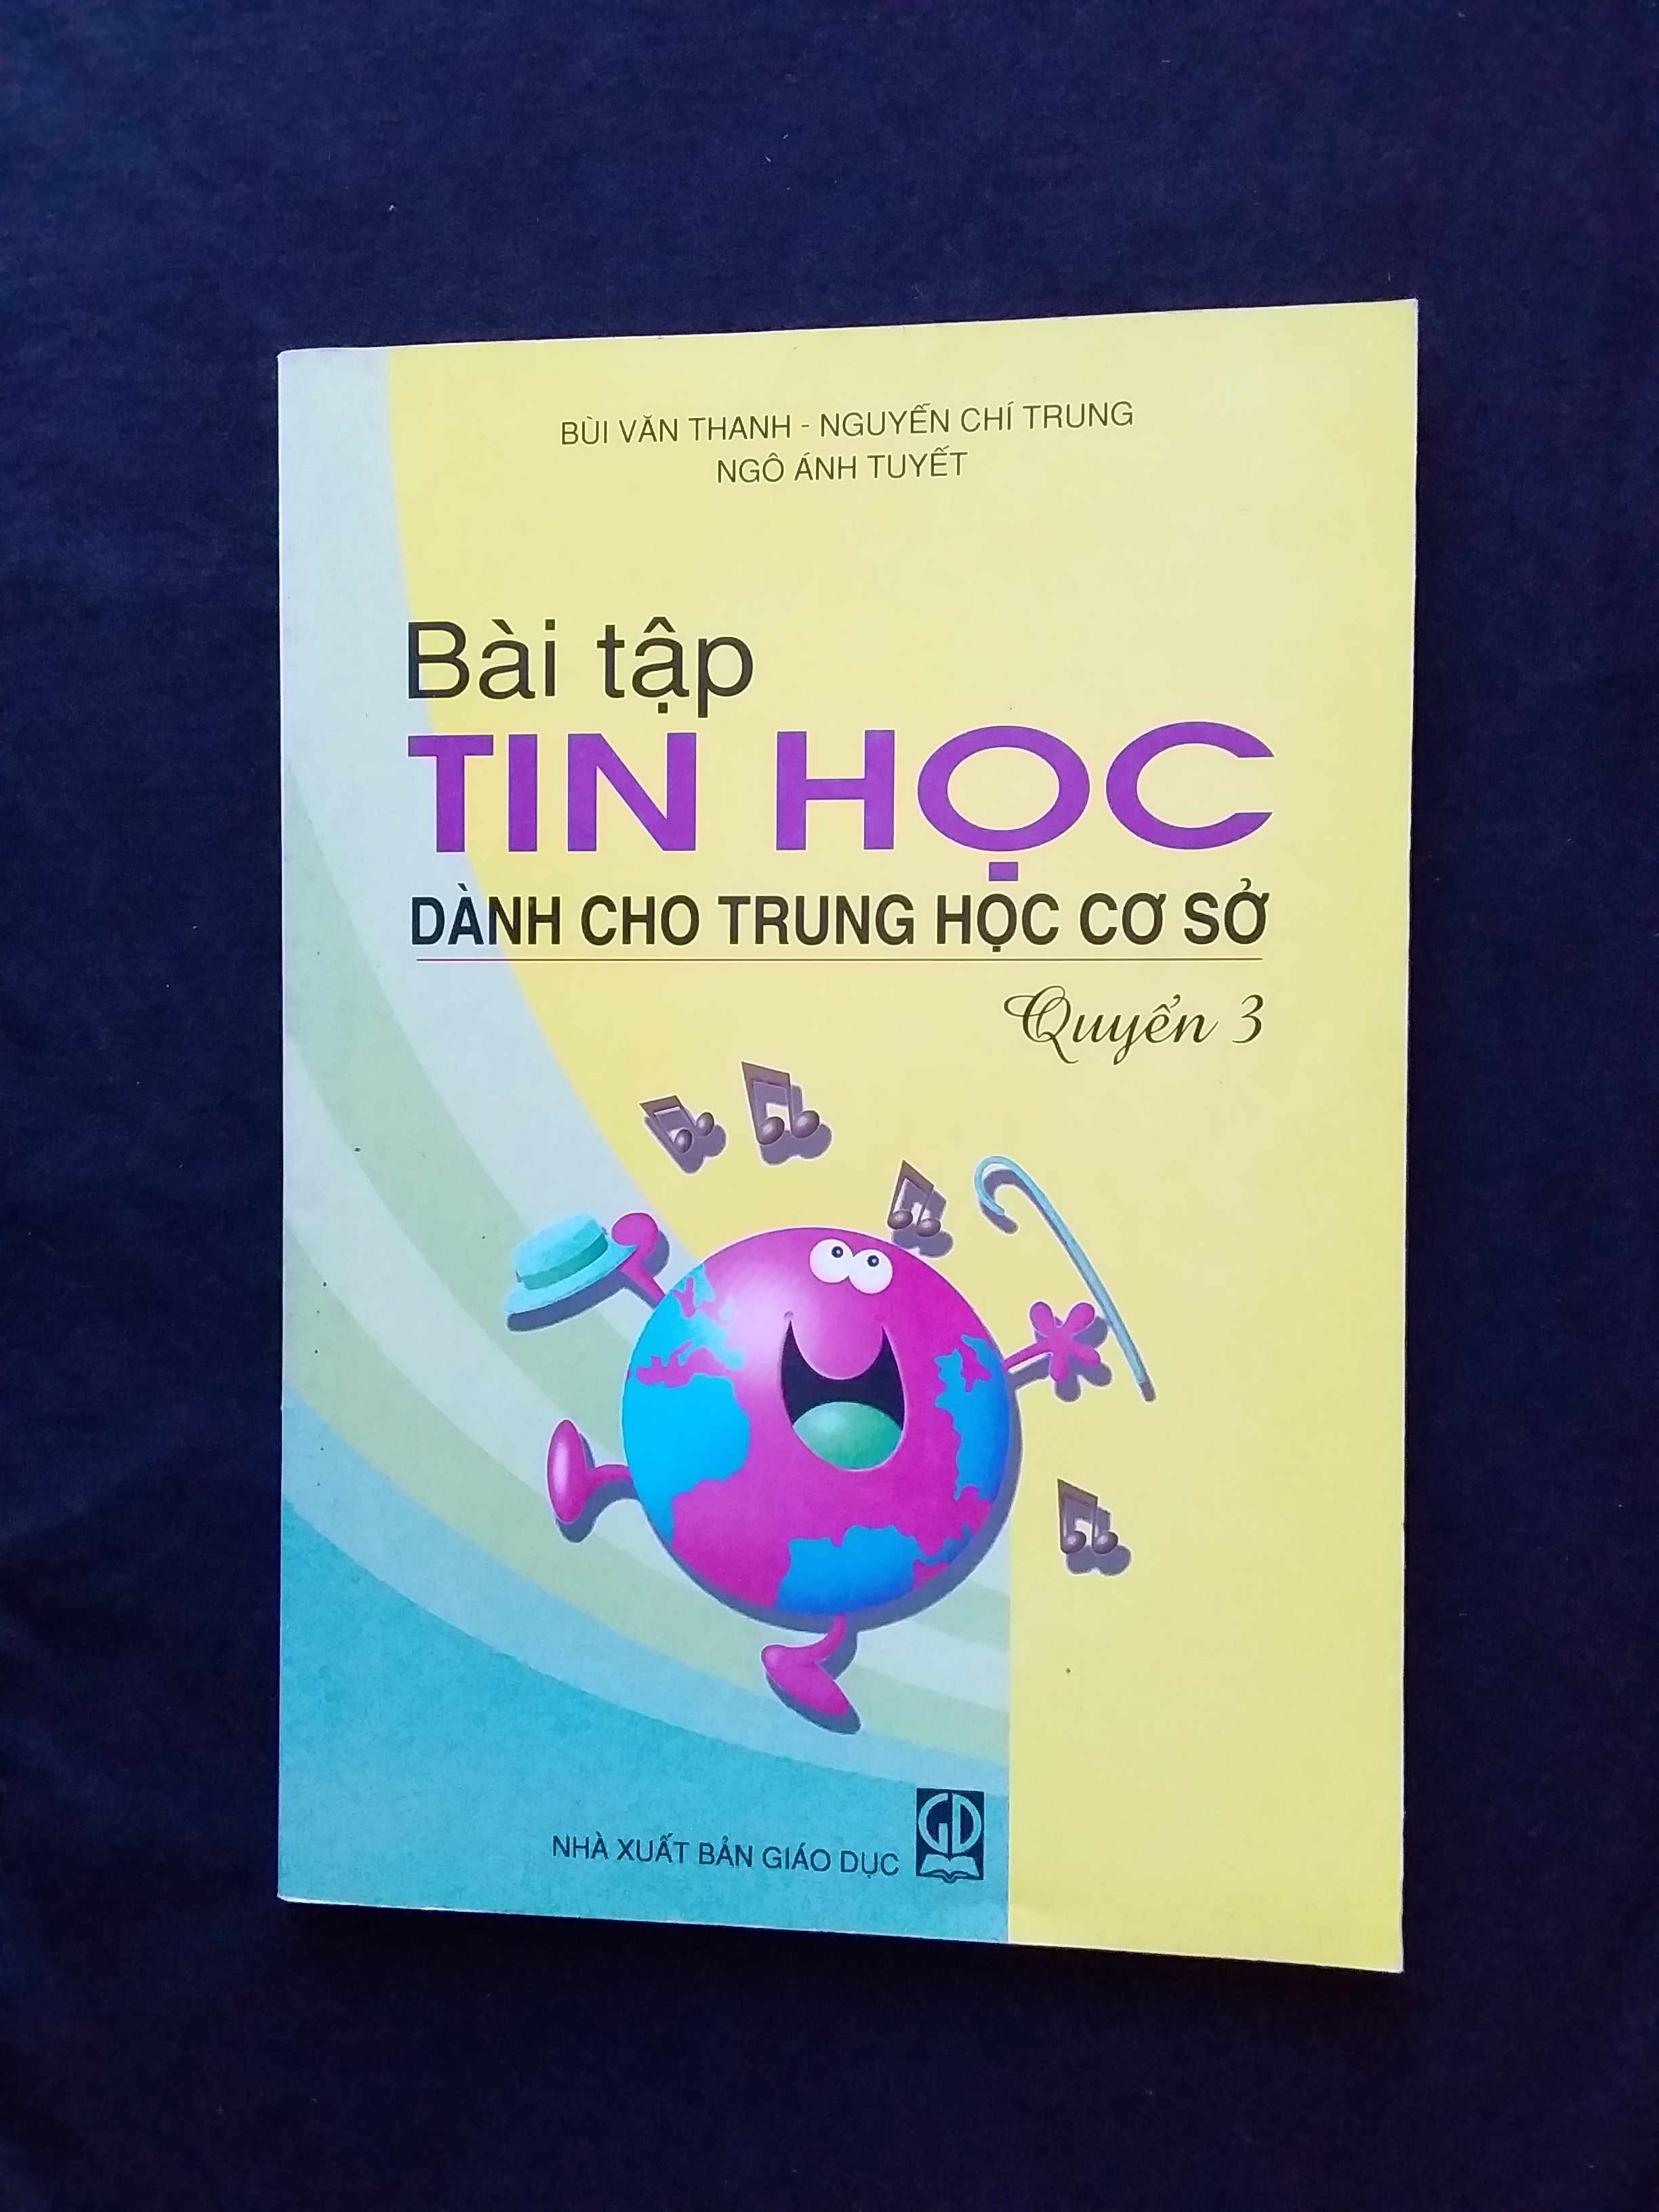 BÙI VĂN THANH - NGUYỄN CHÍ TRUNG
NGÔ ÁNH TUYẾT
Bài tập
TIN HỌC
DÀNH CHO TRUNG HỌC CƠ SỞ
Quyển 3
NHÀ XUẤT BẢN GIÁO DỤC
GD